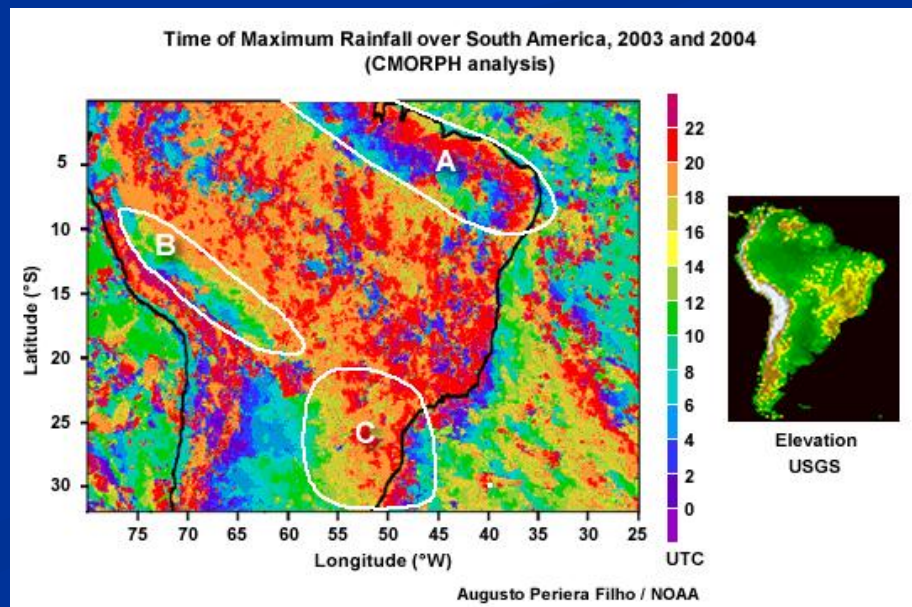 Time of Maximum Rainfall over South America, 2003 and 2004
(CMORPH analysis)
A
B
C
5
10
15
20
25
30
Latitude (°S)
75 70 65 60 55 50 45 40 35 30 25
Longitude (°W)
22
20
18
16
14
12
10
8
6
4
2
0
UTC
Elevation
USGS
Augusto Periera Filho / NOAA